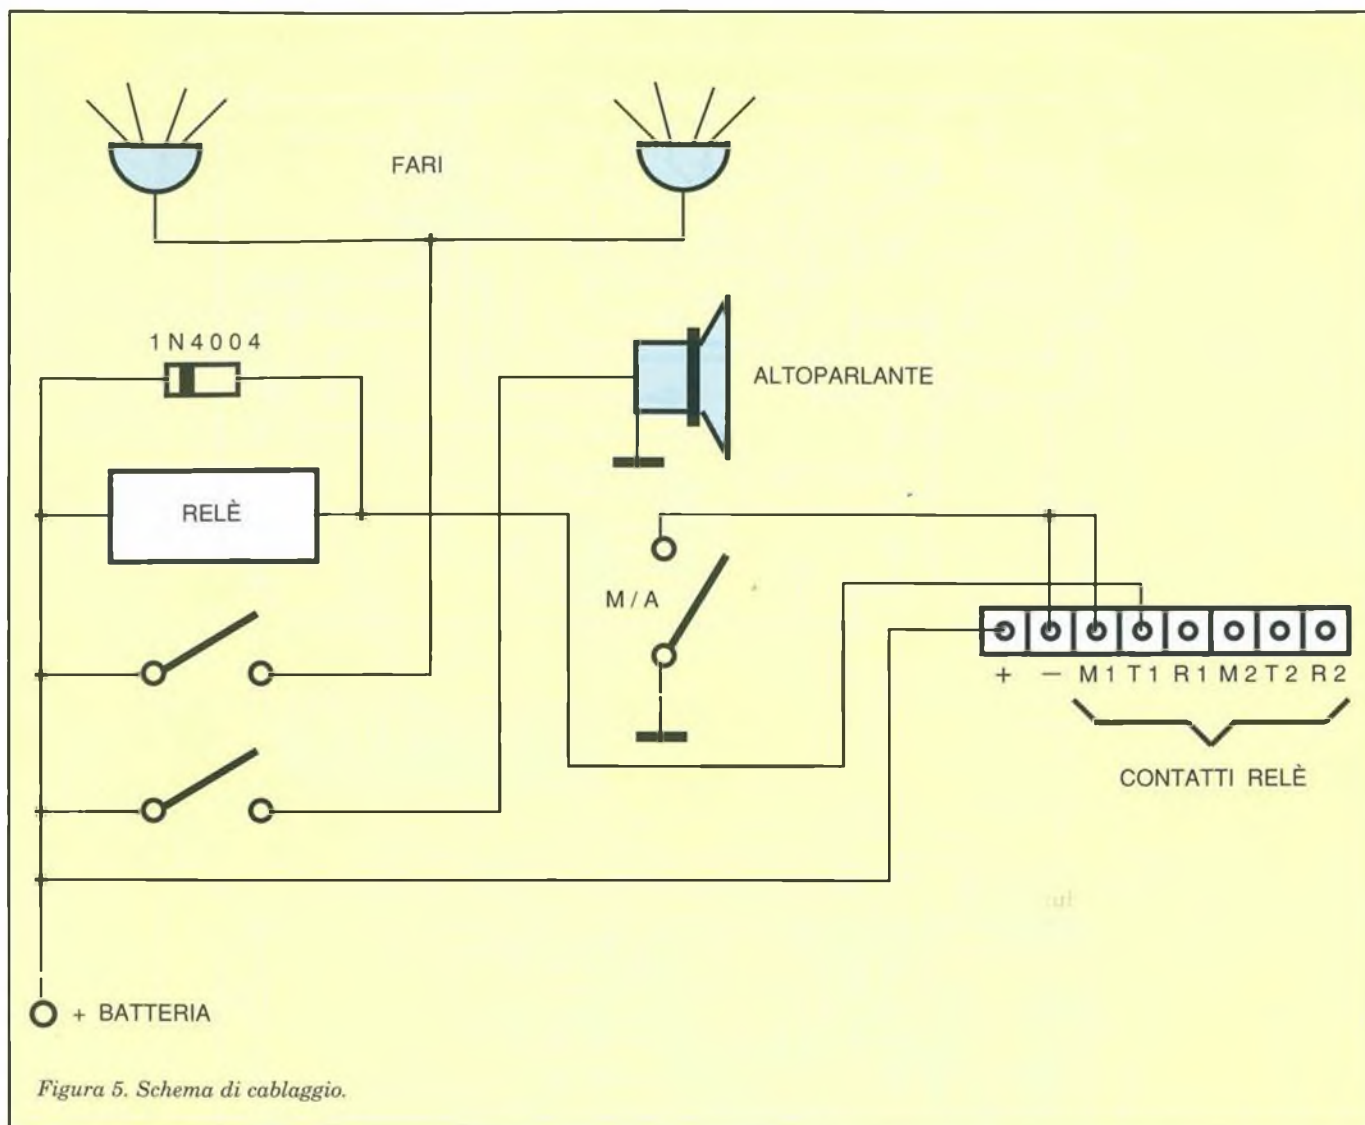 FARI
1N4004
ALTOPARLANTE
RELÈ
M / A
+ − M1 T1 R1 M2 T2 R2
CONTATTI RELÈ
+ BATTERIA
Figura 5. Schema di cablaggio.